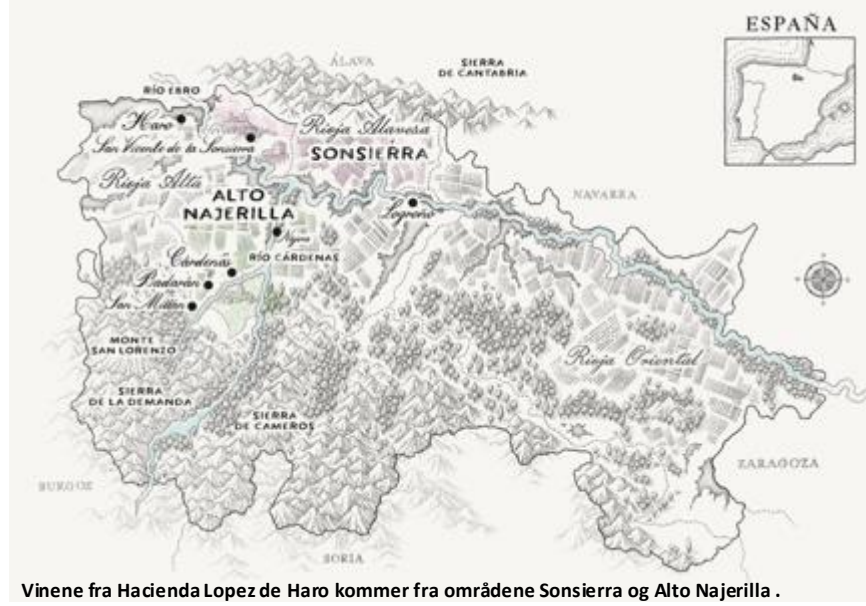 ESPAÑA
ÁLAVA
SIERRA
DE CANTABRIA
RÍO EBRO
Haro
San Vicente de la Sonsierra
Rioja Alavesa
SONSIERRA
Rioja Alta
ALTO
NAJERILLA
NAVARRA
Logroño
Nájera
RÍO CÁRDENAS
Cárdenas
Badarán
San Millán
MONTE
SAN LORENZO
Rioja Oriental
SIERRA
DE LA DEMANDA
SIERRA
DE CAMEROS
ZARAGOZA
BURGOS
SORIA
Vinene fra Hacienda Lopez de Haro kommer fra områdene Sonsierra og Alto Najerilla .